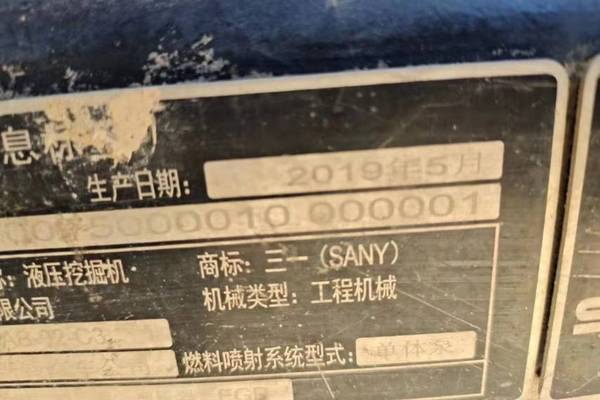 息标
生产日期: 2019年5月
5000010.000001
: 液压挖掘机 商标: 三一 (SANY)
限公司 机械类型: 工程机械
燃料喷射系统型式: 单体泵
EGR